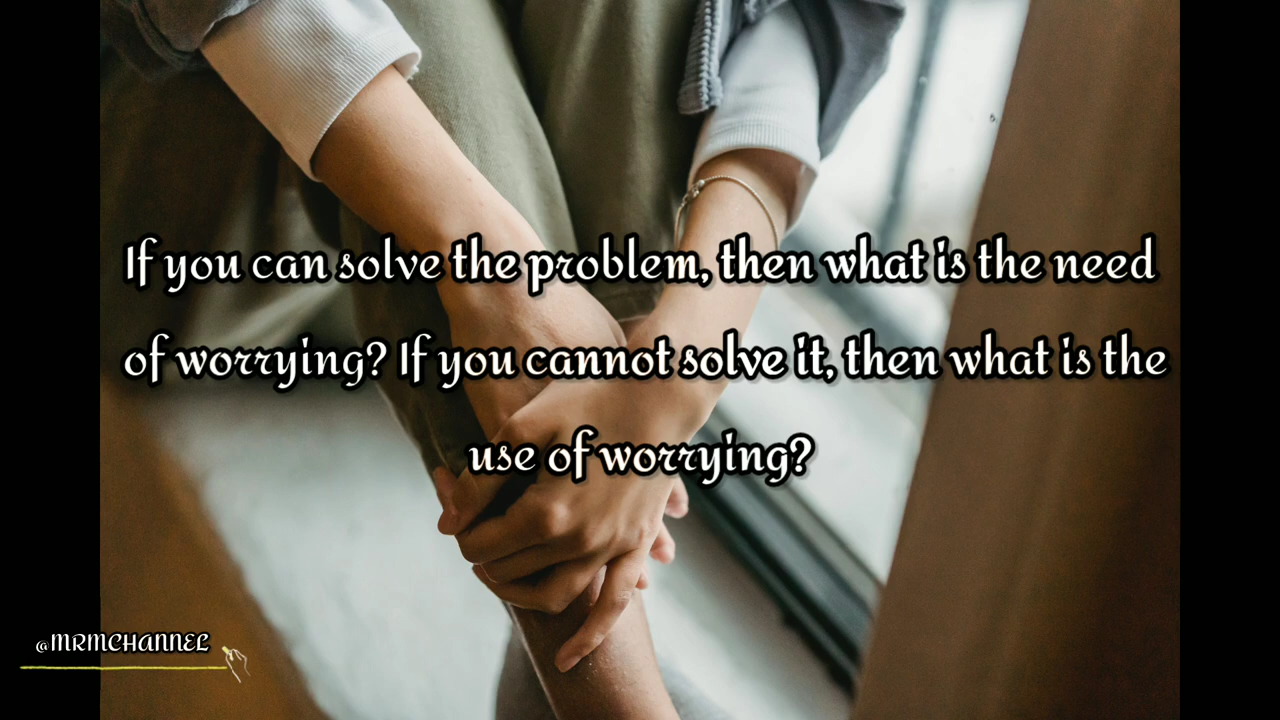 If you can solve the problem, then what is the need
of worrying? If you cannot solve it, then what is the
use of worrying?
@MRMCHANNEL